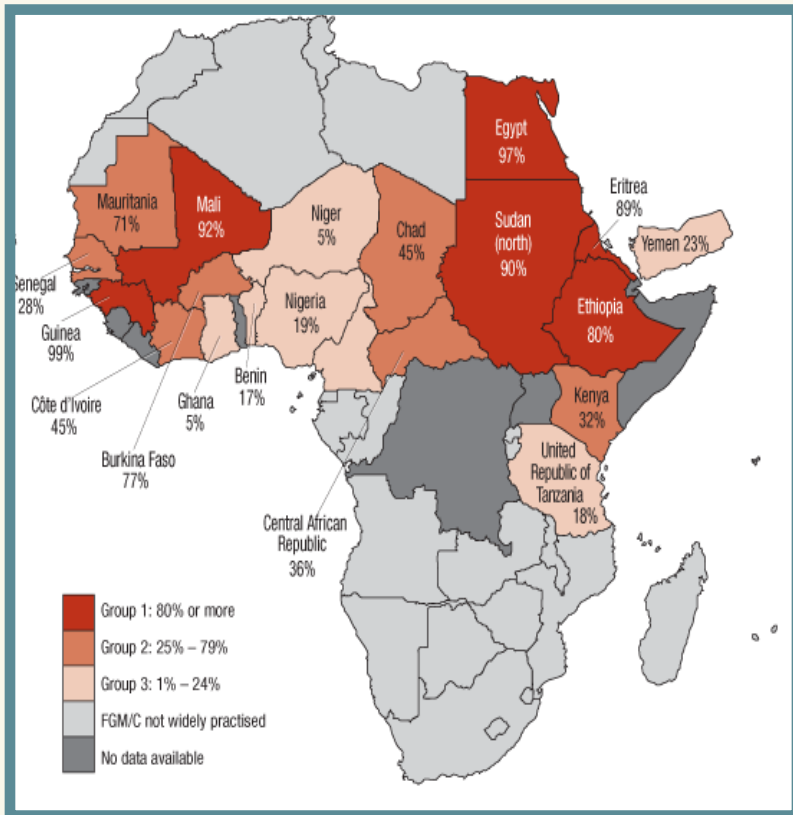 Egypt
97%
Eritrea
89%
Mauritania
71%
Mali
92%
Niger
5%
Chad
45%
Sudan
(north)
90%
Yemen 23%
Senegal
28%
Guinea
99%
Nigeria
19%
Ethiopia
80%
Côte d'Ivoire
45%
Ghana
5%
Benin
17%
Kenya
32%
Burkina Faso
77%
United
Republic of
Tanzania
18%
Central African
Republic
36%
Group 1: 80% or more
Group 2: 25% – 79%
Group 3: 1% – 24%
FGM/C not widely practised
No data available